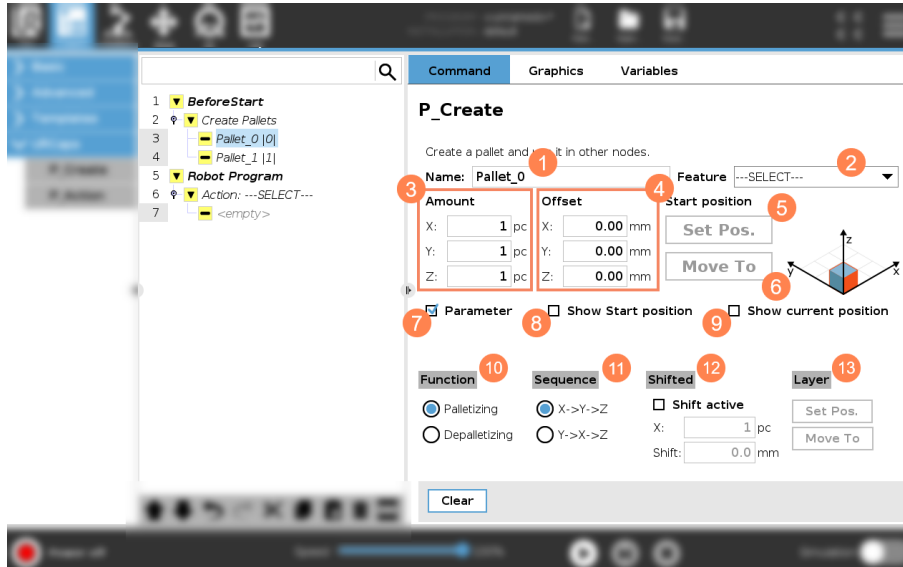 Command Graphics Variables
1 BeforeStart
2 Create Pallets
3 Pallet_0 |0|
4 Pallet_1 |1|
5 Robot Program
6 Action: ---SELECT---
7 <empty>
P_Create
Create a pallet and it in other nodes.
1 2
Name: Pallet_0 Feature ---SELECT---
3 4
Amount Offset Start position 5
X: 1 pc X: 0.00 mm Set Pos.
Y: 1 pc Y: 0.00 mm
Z: 1 pc Z: 0.00 mm Move To
z
y x
6
7 Parameter 8 Show Start position 9 Show current position
10 11 12 13
Function Sequence Shifted Layer
Palletizing X->Y->Z Shift active Set Pos.
X: 1 pc
Depalletizing Y->X->Z Move To
Shift: 0.0 mm
Clear